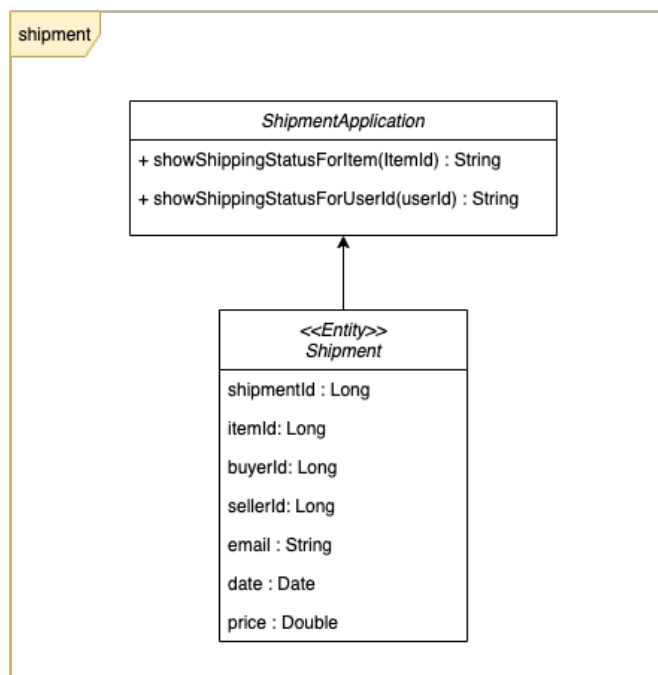 shipment
ShipmentApplication
+ showShippingStatusForItem(ItemId) : String
+ showShippingStatusForUserId(userId) : String
<<Entity>>
Shipment
shipmentId : Long
itemId: Long
buyerId: Long
sellerId: Long
email : String
date : Date
price : Double